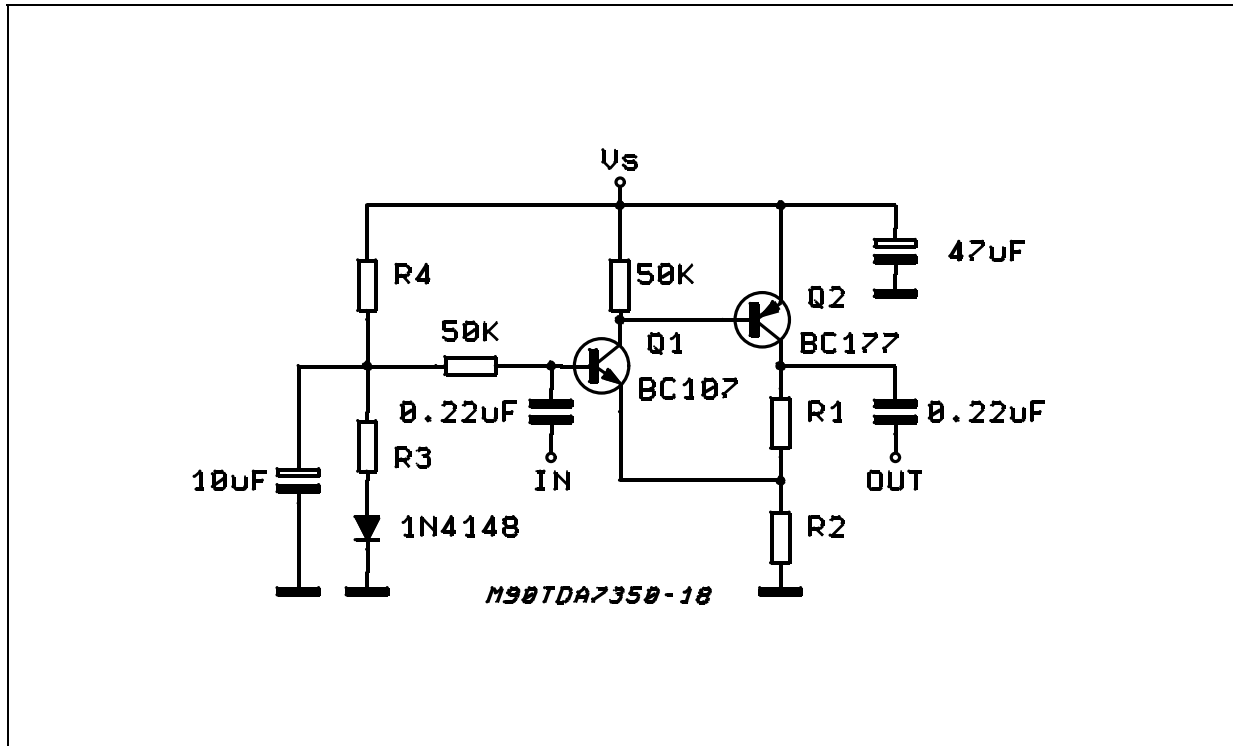 Vs
R4
50K
47uF
Q2
50K
Q1
BC177
BC107
0.22uF
R1
0.22uF
R3
10uF
IN
OUT
1N4148
R2
M90TDA7350-18